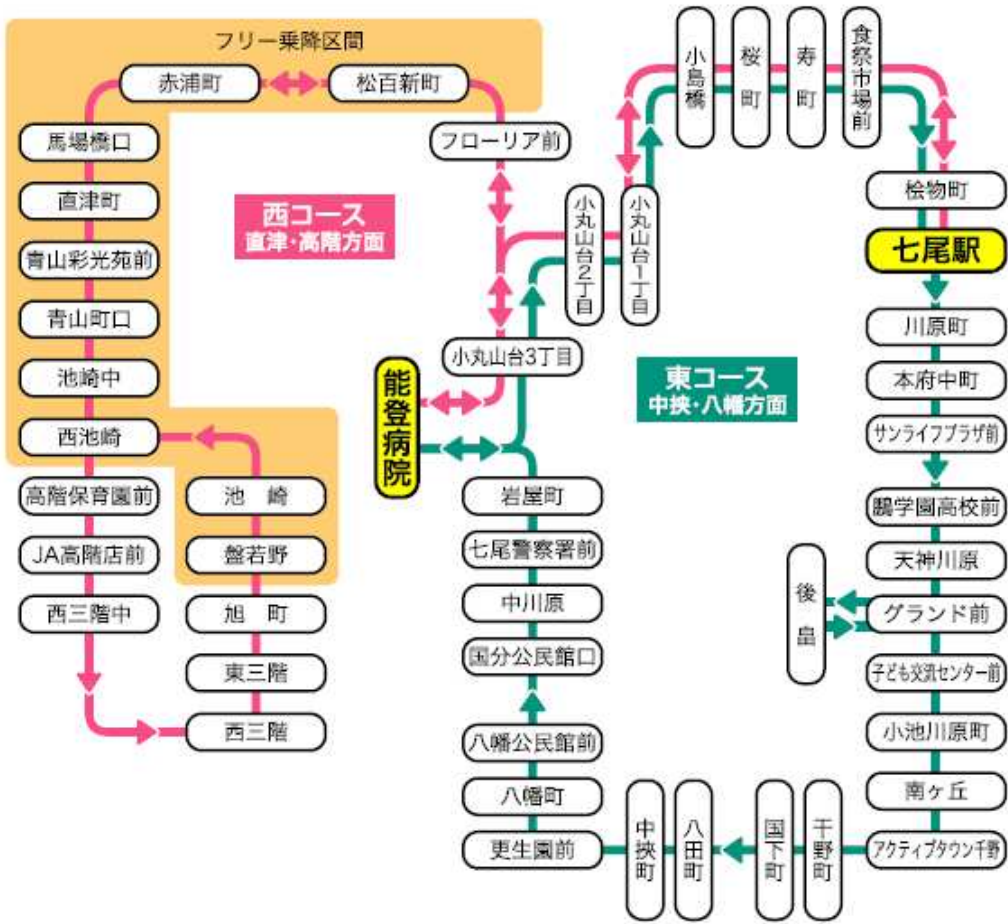 フリー乗降区間
赤浦町
松百新町
馬場橋口
直津町
青山彩光苑前
青山町口
池崎中
西池崎
高階保育園前
JA高階店前
西三階中
西三階
東三階
旭町
盤若野
池崎
西コース
直津・高階方面
フローリア前
小丸山台3丁目
能登病院
小丸山台2丁目
小丸山台1丁目
小島橋
桜町
寿町
食祭市場前
桧物町
七尾駅
東コース
中挟・八幡方面
川原町
本府中町
サンライフプラザ前
鵬学園高校前
天神川原
グランド前
後畠
子ども交流センター前
小池川原町
南ヶ丘
アクティブタウン千野
千野町
国下町
八田町
中挟町
更生園前
八幡町
八幡公民館前
国分公民館口
中川原
七尾警察署前
岩屋町